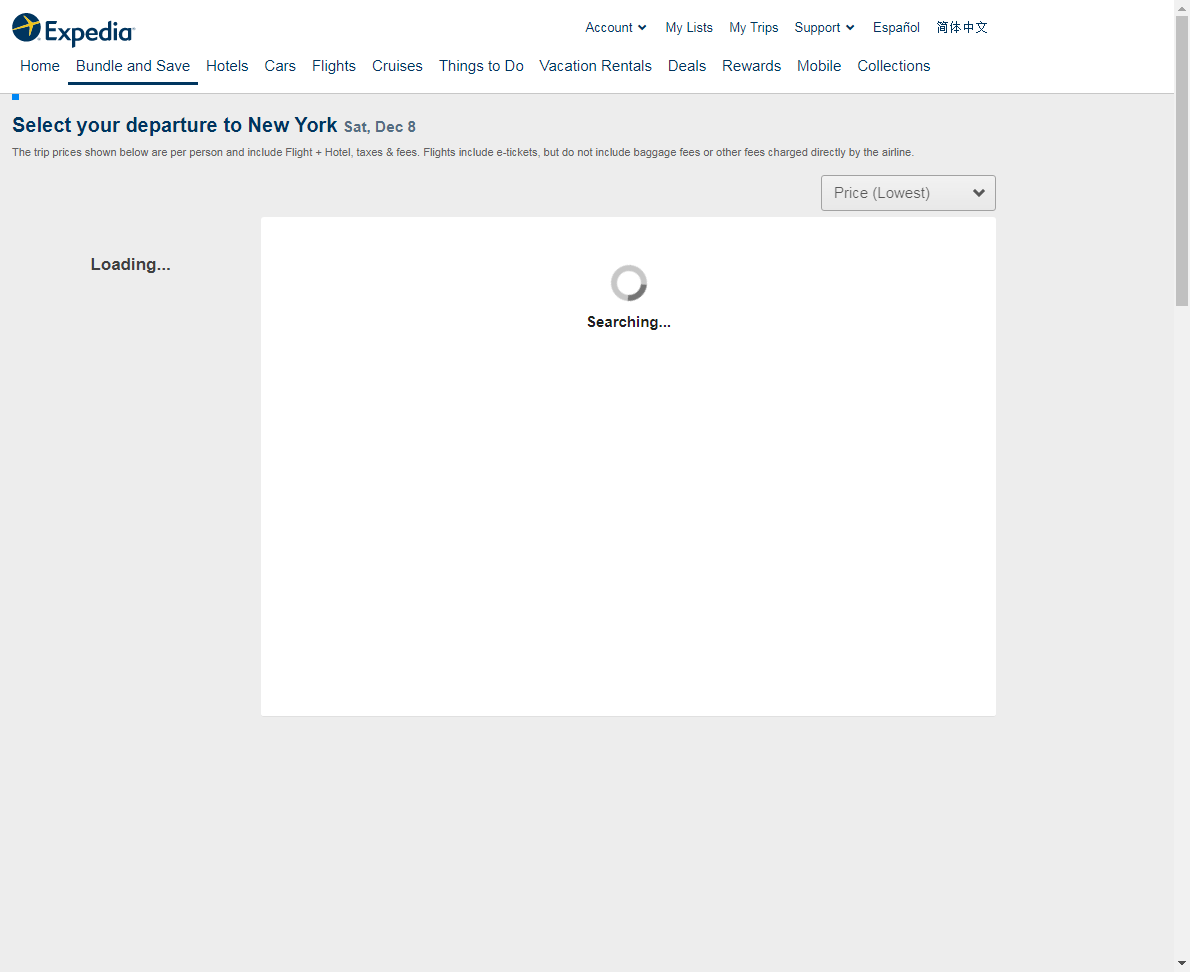 Expedia
Account My Lists My Trips Support Español 简体中文
Home Bundle and Save Hotels Cars Flights Cruises Things to Do Vacation Rentals Deals Rewards Mobile Collections
Select your departure to New York Sat, Dec 8
The trip prices shown below are per person and include Flight + Hotel, taxes & fees. Flights include e-tickets, but do not include baggage fees or other fees charged directly by the airline.
Price (Lowest)
Loading...
Searching...